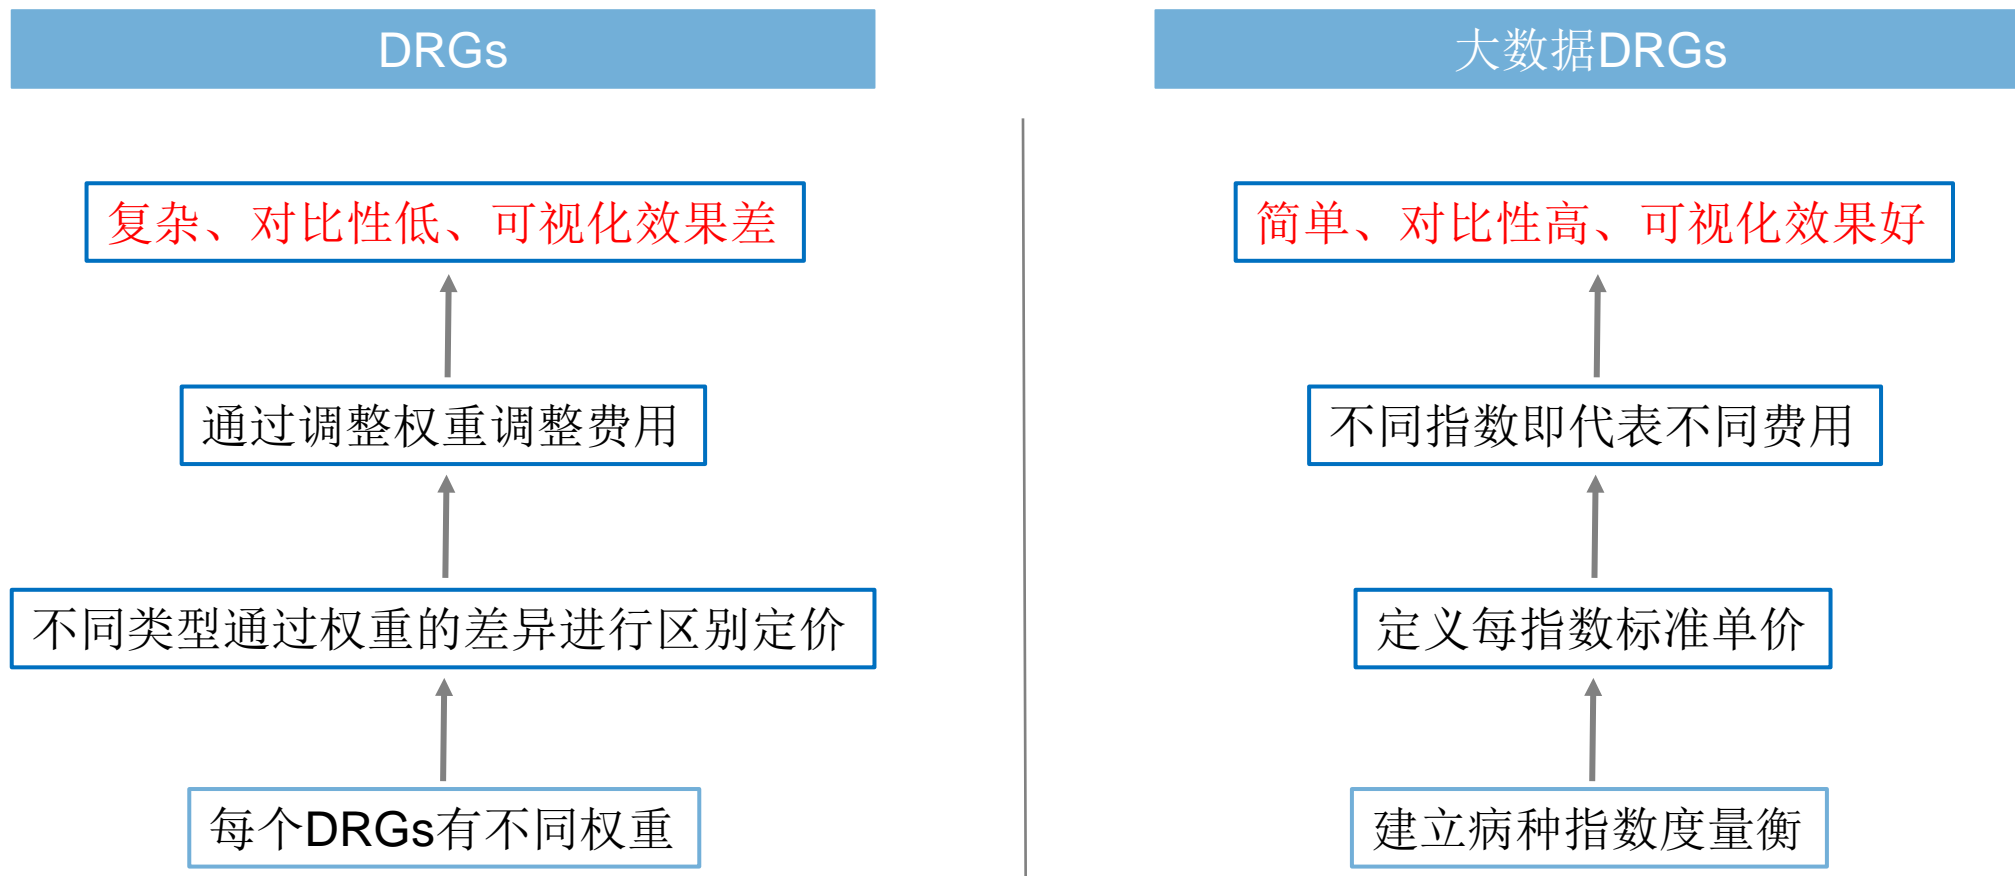 DRGs
复杂、对比性低、可视化效果差
通过调整权重调整费用
不同类型通过权重的差异进行区别定价
每个DRGs有不同权重
大数据DRGs
简单、对比性高、可视化效果好
不同指数即代表不同费用
定义每指数标准单价
建立病种指数度量衡